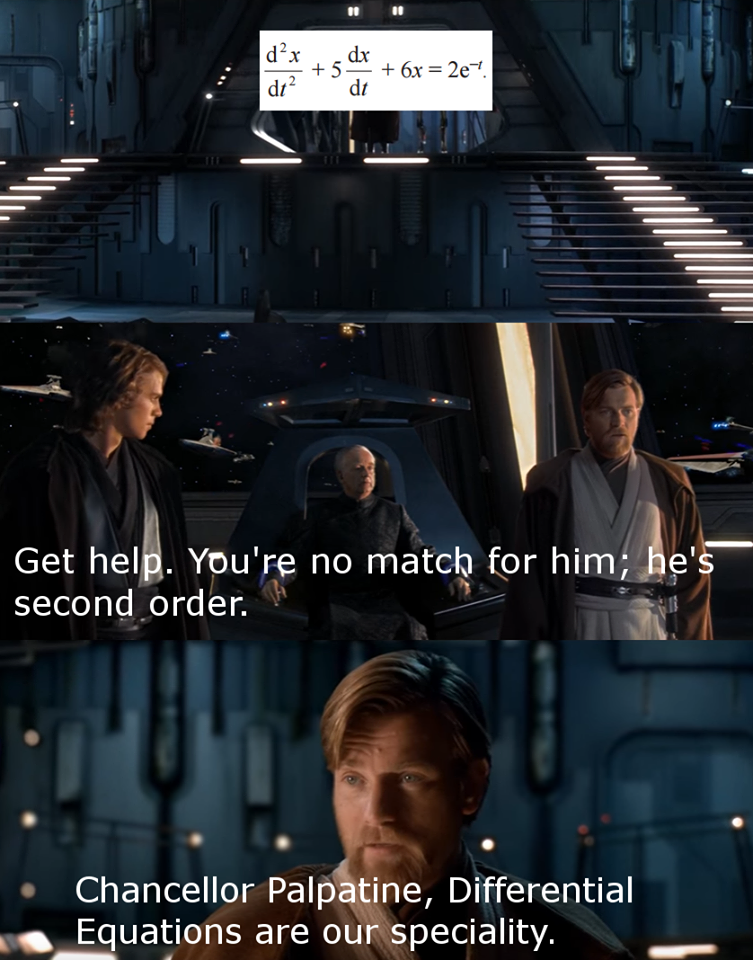 d²x/dt² + 5 dx/dt + 6x = 2e⁻ᵗ.
Get help. You're no match for him; he's
second order.
Chancellor Palpatine, Differential
Equations are our speciality.